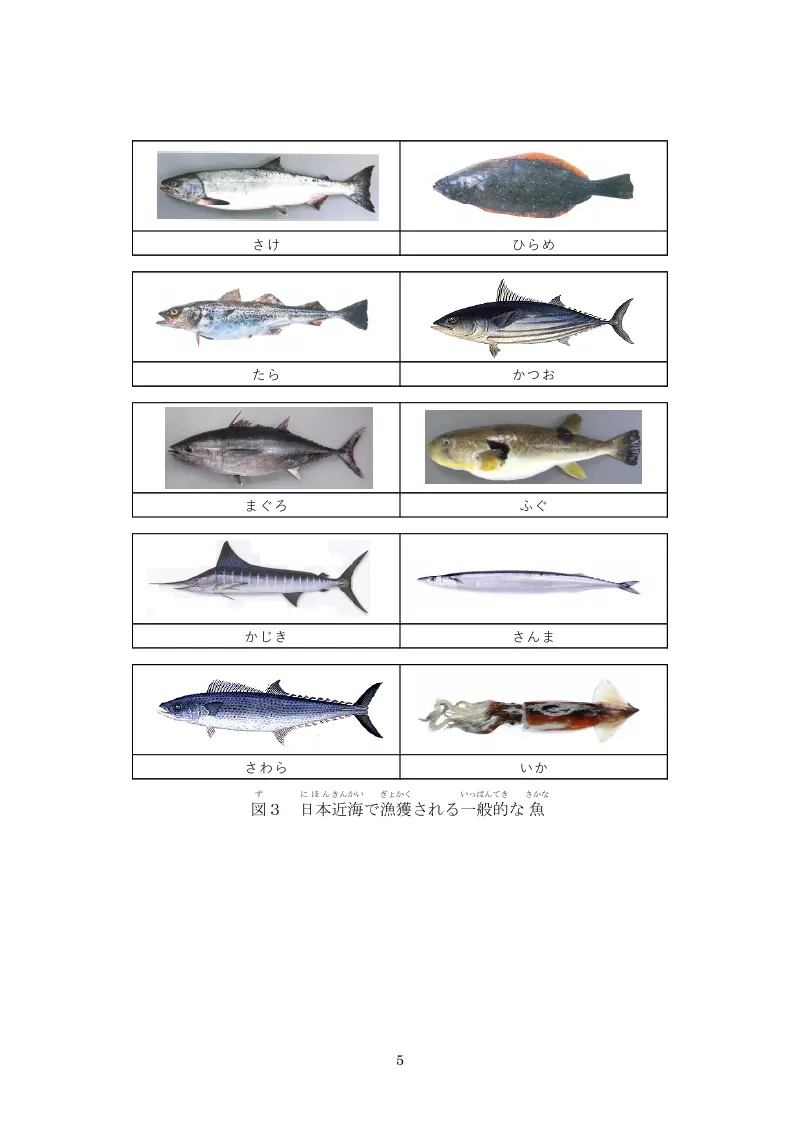 さけ ひらめ
たら かつお
まぐろ ふぐ
かじき さんま
さわら いか
ず にほんきんかい ぎょかく いっぱんてき さかな
図3 日本近海で漁獲される一般的な魚
5